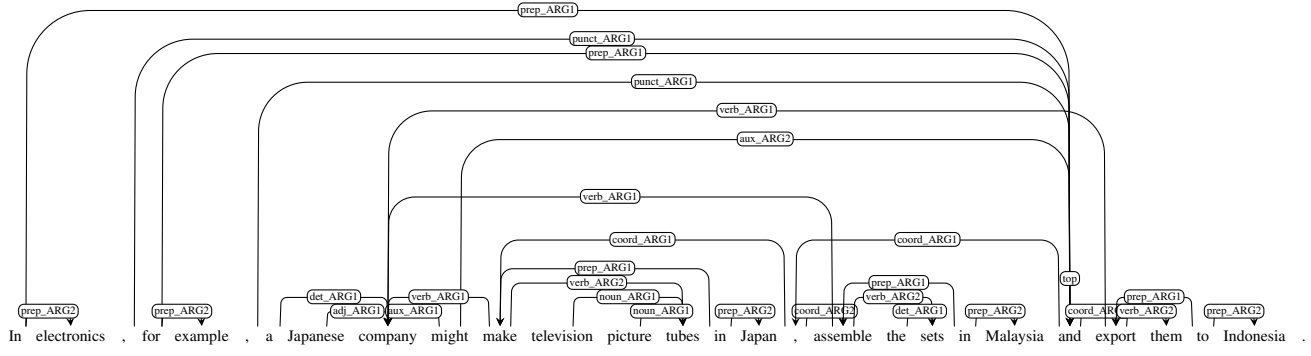 prep_ARG1
punct_ARG1
prep_ARG1
punct_ARG1
verb_ARG1
aux_ARG2
verb_ARG1
coord_ARG1 coord_ARG1
prep_ARG1 top
verb_ARG2 prep_ARG1
det_ARG1 verb_ARG1 noun_ARG1 verb_ARG2 prep_ARG1
prep_ARG2 prep_ARG2 adj_ARG1 aux_ARG1 noun_ARG1 prep_ARG2 coord_ARG2 det_ARG1 prep_ARG2 verb_ARG2 prep_ARG2
In electronics , for example , a Japanese company might make television picture tubes in Japan , assemble the sets in Malaysia and export them to Indonesia .